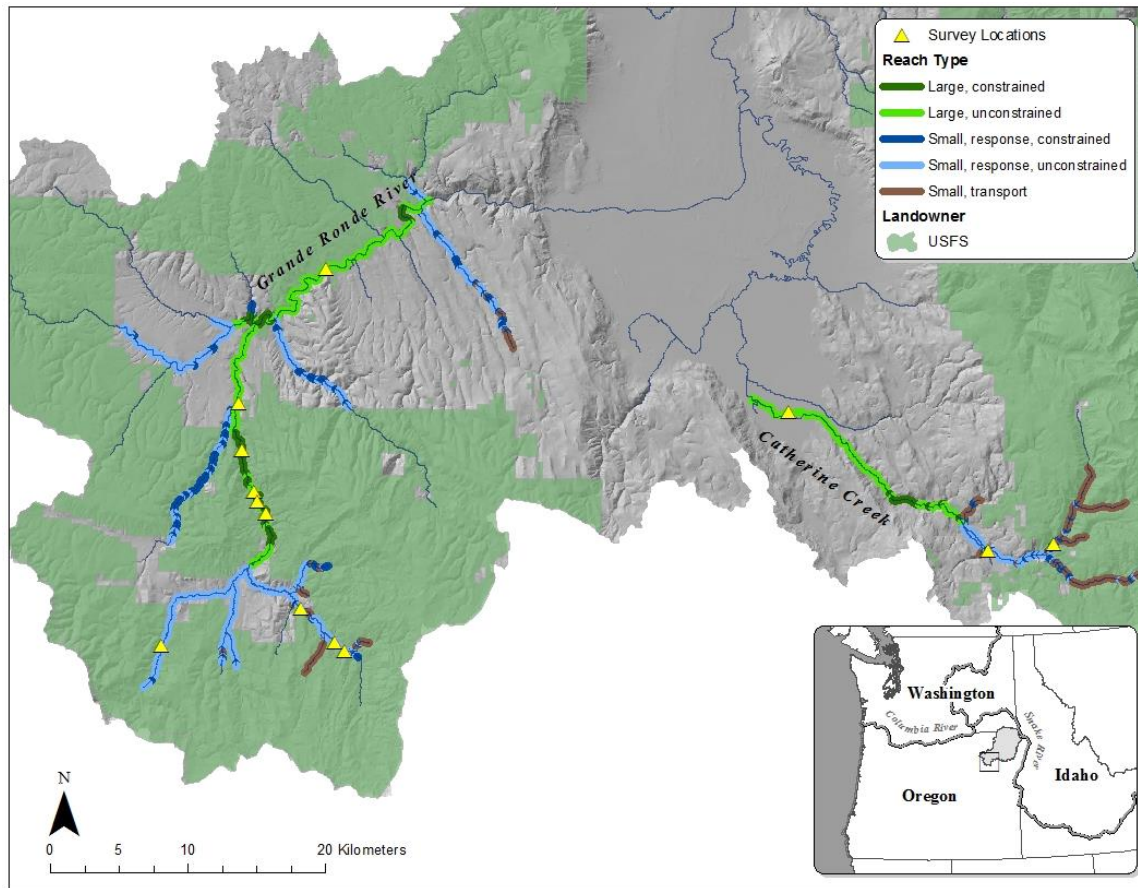 Survey Locations
Reach Type
Large, constrained
Large, unconstrained
Small, response, constrained
Small, response, unconstrained
Small, transport
Landowner
USFS
Grande Ronde River
Catherine Creek
N
0 5 10 20 Kilometers
Washington
Columbia River
Snake River
Idaho
Oregon